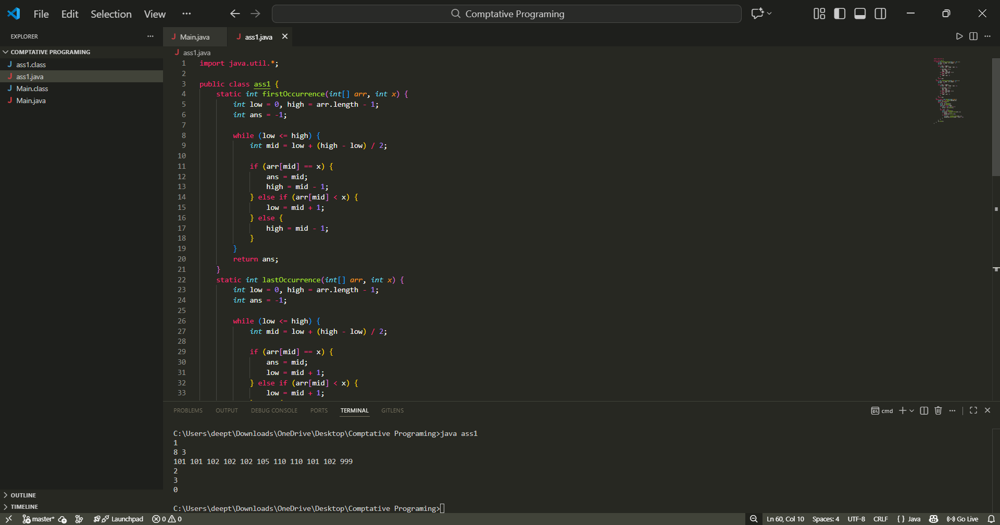 File Edit Selection View ··· Comptative Programing
EXPLORER ···
COMPTATIVE PROGRAMING
J ass1.class
J ass1.java
J Main.class
J Main.java
OUTLINE
TIMELINE
J Main.java J ass1.java
J ass1.java
1 import java.util.*;
2
3 public class ass1 {
4 static int firstOccurrence(int[] arr, int x) {
5 int low = 0, high = arr.length - 1;
6 int ans = -1;
7
8 while (low <= high) {
9 int mid = low + (high - low) / 2;
10
11 if (arr[mid] == x) {
12 ans = mid;
13 high = mid - 1;
14 } else if (arr[mid] < x) {
15 low = mid + 1;
16 } else {
17 high = mid - 1;
18 }
19 }
20 return ans;
21 }
22 static int lastOccurrence(int[] arr, int x) {
23 int low = 0, high = arr.length - 1;
24 int ans = -1;
25
26 while (low <= high) {
27 int mid = low + (high - low) / 2;
28
29 if (arr[mid] == x) {
30 ans = mid;
31 low = mid + 1;
32 } else if (arr[mid] < x) {
33 low = mid + 1;
PROBLEMS OUTPUT DEBUG CONSOLE PORTS TERMINAL GITLENS cmd
C:\Users\deept\Downloads\OneDrive\Desktop\Comptative Programing>java ass1
1
8 3
101 101 102 102 102 105 110 110 101 102 999
2
3
0
C:\Users\deept\Downloads\OneDrive\Desktop\Comptative Programing>
master* Launchpad 0 0 Ln 60, Col 10 Spaces: 4 UTF-8 CRLF { } Java Go Live